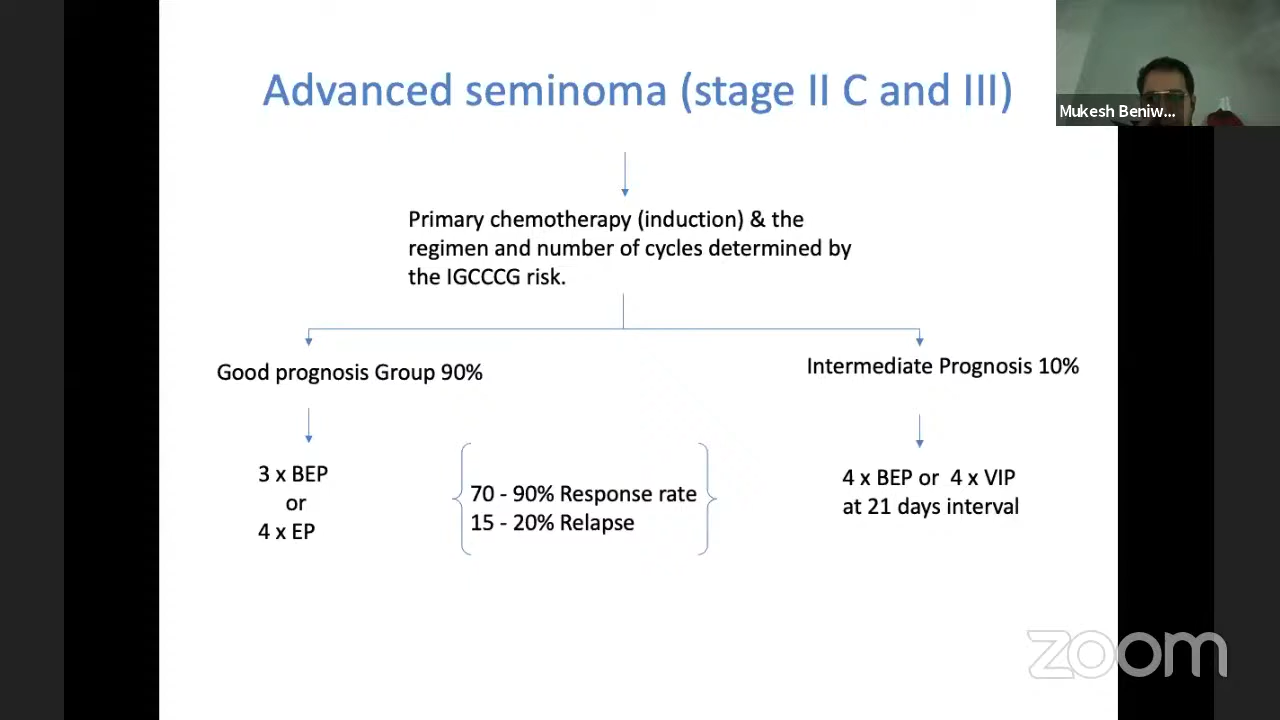 Advanced seminoma (stage II C and III)
Mukesh Beniw...
Primary chemotherapy (induction) & the
regimen and number of cycles determined by
the IGCCCG risk.
Good prognosis Group 90%
Intermediate Prognosis 10%
3 x BEP
or
4 x EP
70 - 90% Response rate
15 - 20% Relapse
4 x BEP or 4 x VIP
at 21 days interval
zoom